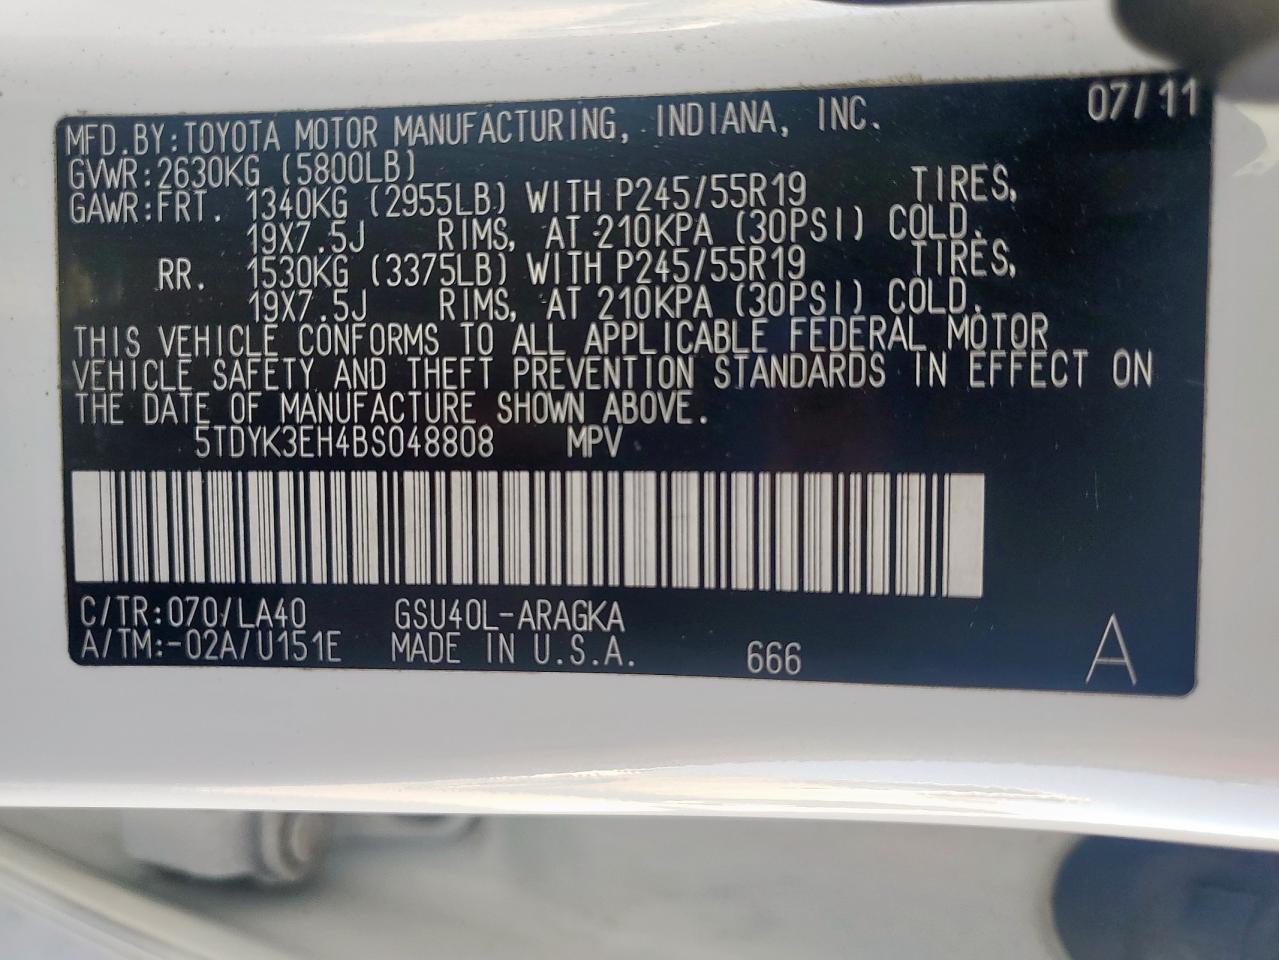 07/11
MFD.BY:TOYOTA MOTOR MANUFACTURING, INDIANA, INC.
GVWR:2630KG (5800LB)
GAWR:FRT. 1340KG (2955LB) WITH P245/55R19 TIRES,
19X7.5J RIMS, AT 210KPA (30PSI) COLD.
RR. 1530KG (3375LB) WITH P245/55R19 TIRES,
19X7.5J RIMS, AT 210KPA (30PSI) COLD.
THIS VEHICLE CONFORMS TO ALL APPLICABLE FEDERAL MOTOR
VEHICLE SAFETY AND THEFT PREVENTION STANDARDS IN EFFECT ON
THE DATE OF MANUFACTURE SHOWN ABOVE.
5TDYK3EH4BS048808 MPV
C/TR:070/LA40 GSU40L-ARAGKA
A/TM:-02A/U151E MADE IN U.S.A. 666 A